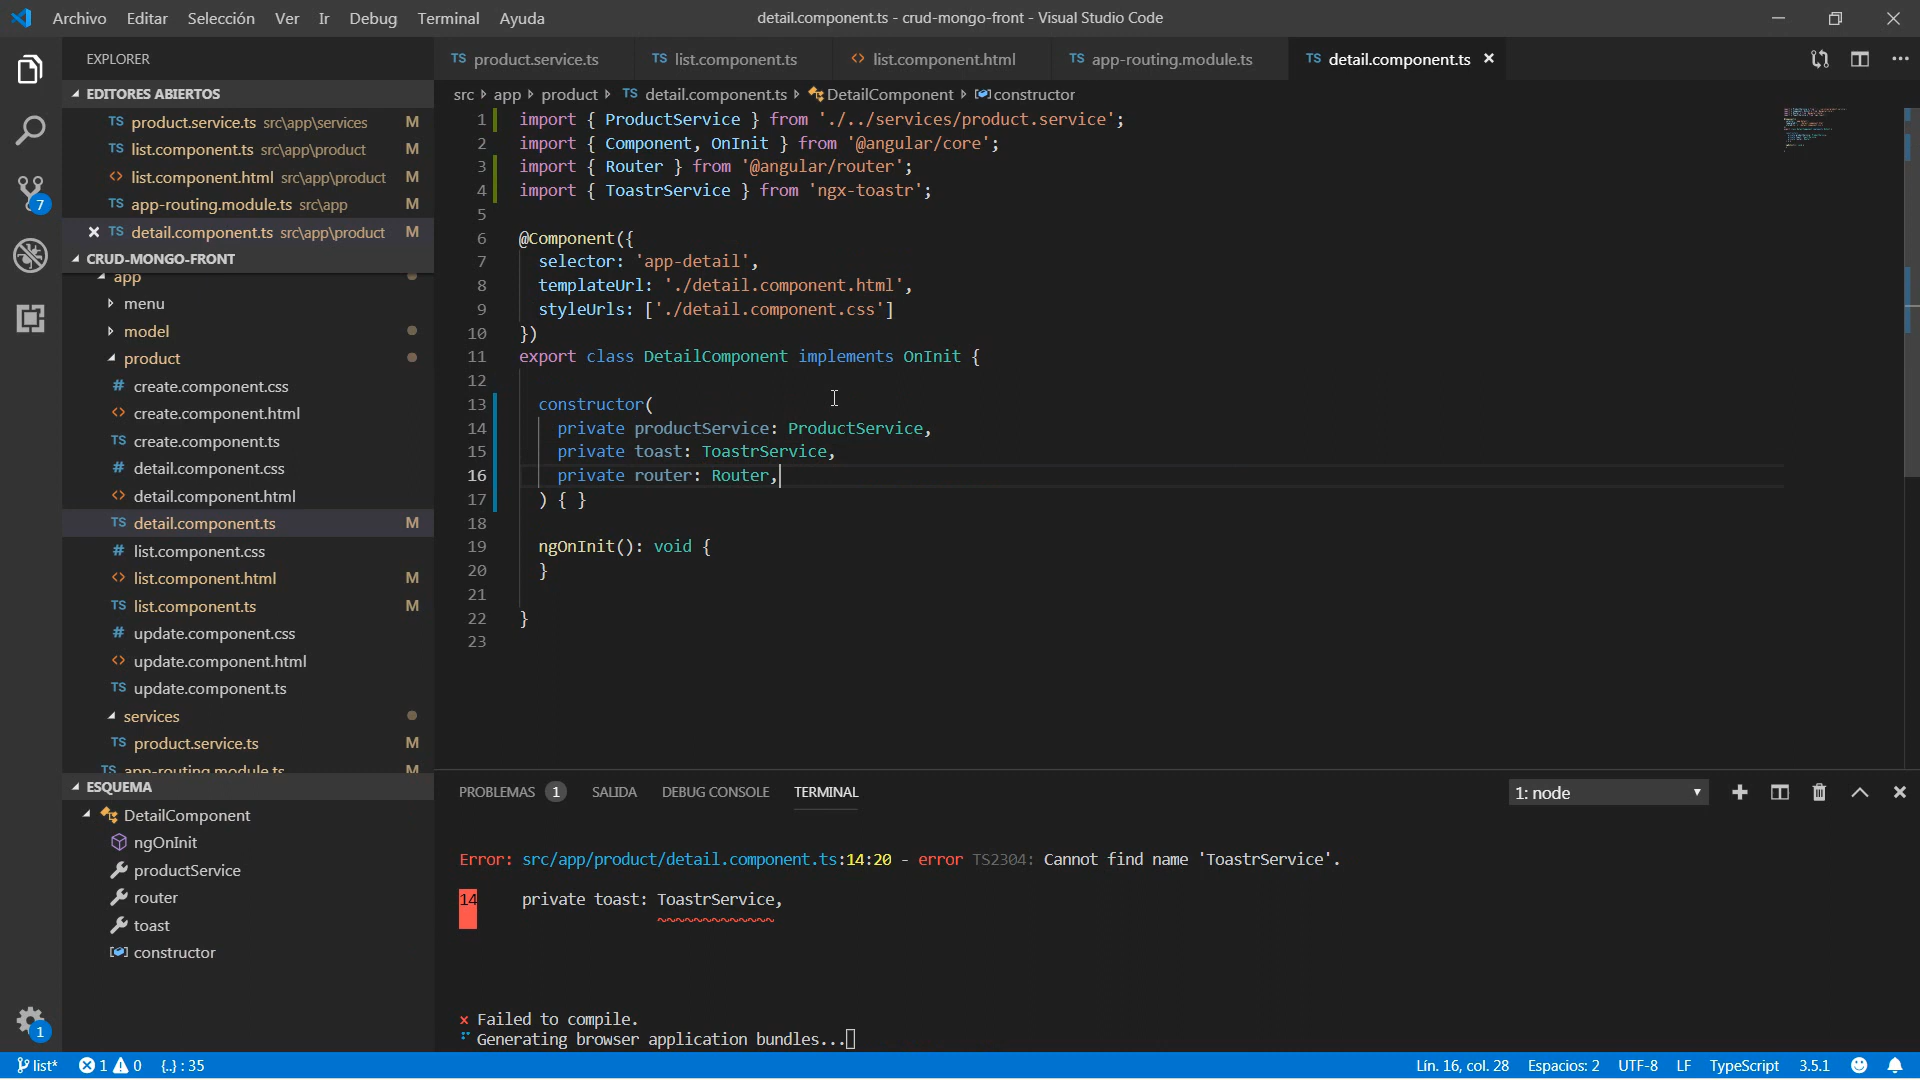 Archivo Editar Selección Ver Ir Debug Terminal Ayuda
detail.component.ts - crud-mongo-front - Visual Studio Code
EXPLORER
EDITORES ABIERTOS
TS product.service.ts src\app\services M
TS list.component.ts src\app\product M
<> list.component.html src\app\product M
TS app-routing.module.ts src\app M
TS detail.component.ts src\app\product M
CRUD-MONGO-FRONT
app
menu
model
product
# create.component.css
<> create.component.html
TS create.component.ts
# detail.component.css
<> detail.component.html
TS detail.component.ts M
# list.component.css
<> list.component.html M
TS list.component.ts M
# update.component.css
<> update.component.html
TS update.component.ts
services
TS product.service.ts M
TS app-routing.module.ts M
ESQUEMA
DetailComponent
ngOnInit
productService
router
toast
constructor
7
1
TS product.service.ts TS list.component.ts <> list.component.html TS app-routing.module.ts TS detail.component.ts
src app product TS detail.component.ts DetailComponent constructor
1 import { ProductService } from './../services/product.service';
2 import { Component, OnInit } from '@angular/core';
3 import { Router } from '@angular/router';
4 import { ToastrService } from 'ngx-toastr';
5
6 @Component({
7 selector: 'app-detail',
8 templateUrl: './detail.component.html',
9 styleUrls: ['./detail.component.css']
10 })
11 export class DetailComponent implements OnInit {
12
13 constructor(
14 private productService: ProductService,
15 private toast: ToastrService,
16 private router: Router,
17 ) { }
18
19 ngOnInit(): void {
20 }
21
22 }
23
PROBLEMAS 1 SALIDA DEBUG CONSOLE TERMINAL 1: node
Error: src/app/product/detail.component.ts:14:20 - error TS2304: Cannot find name 'ToastrService'.
14 private toast: ToastrService,
~~~~~~~~~~~~~
× Failed to compile.
Generating browser application bundles...
list* 1 0 {..} : 35 Lín. 16, col. 28 Espacios: 2 UTF-8 LF TypeScript 3.5.1